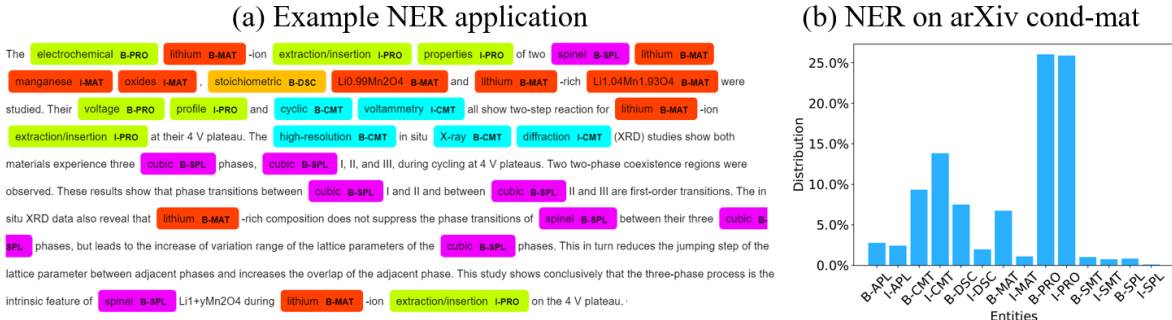 (a) Example NER application
The electrochemical B-PRO lithium B-MAT -ion extraction/insertion I-PRO properties I-PRO of two spinel B-SPL lithium B-MAT
manganese I-MAT oxides I-MAT , stoichiometric B-DSC Li0.99Mn2O4 B-MAT and lithium B-MAT -rich Li1.04Mn1.93O4 B-MAT were
studied. Their voltage B-PRO profile I-PRO and cyclic B-CMT voltammetry I-CMT all show two-step reaction for lithium B-MAT -ion
extraction/insertion I-PRO at their 4 V plateau. The high-resolution B-CMT in situ X-ray B-CMT diffraction I-CMT (XRD) studies show both
materials experience three cubic B-SPL phases, cubic B-SPL I, II, and III, during cycling at 4 V plateaus. Two two-phase coexistence regions were
observed. These results show that phase transitions between cubic B-SPL I and II and between cubic B-SPL II and III are first-order transitions. The in
situ XRD data also reveal that lithium B-MAT -rich composition does not suppress the phase transitions of spinel B-SPL between their three cubic B-
SPL phases, but leads to the increase of variation range of the lattice parameters of the cubic B-SPL phases. This in turn reduces the jumping step of the
lattice parameter between adjacent phases and increases the overlap of the adjacent phase. This study shows conclusively that the three-phase process is the
intrinsic feature of spinel B-SPL Li1+yMn2O4 during lithium B-MAT -ion extraction/insertion I-PRO on the 4 V plateau.
(b) NER on arXiv cond-mat
Distribution
25.0%
20.0%
15.0%
10.0%
5.0%
0.0%
B-APL I-APL B-CMT I-CMT B-DSC I-DSC B-MAT I-MAT B-PRO I-PRO B-SMT I-SMT B-SPL I-SPL
Entities